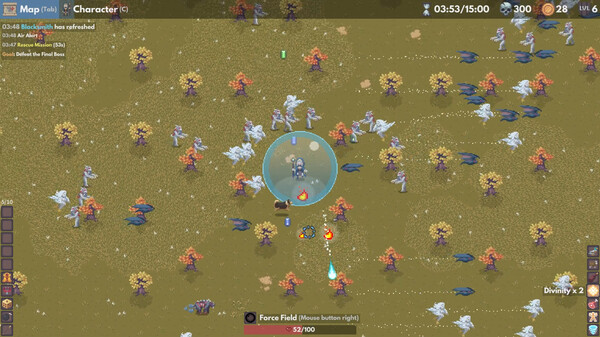 Map (Tab) Character (C) 03:53/15:00 300 28 LVL 6
03:48 Blacksmith has refreshed
03:48 Air Alert
03:47 Rescue Mission (53s)
Goal: Defeat the Final Boss
5/10
Divinity x 2
Force Field (Mouse button right)
52/100